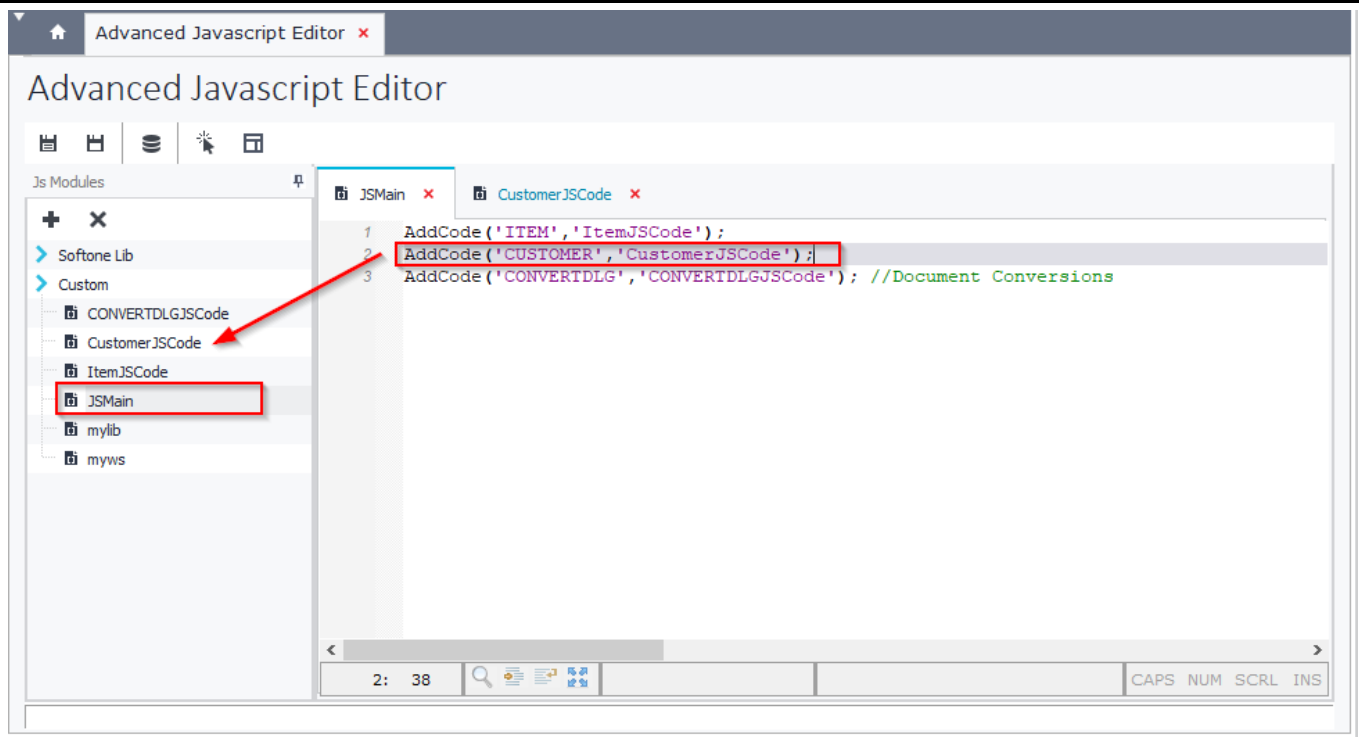 Advanced Javascript Editor ×
Advanced Javascript Editor
Js Modules
Softone Lib
Custom
CONVERTDLGJSCode
CustomerJSCode
ItemJSCode
JSMain
mylib
myws
JSMain × CustomerJSCode ×
1 AddCode('ITEM','ItemJSCode');
2 AddCode('CUSTOMER','CustomerJSCode');
3 AddCode('CONVERTDLG','CONVERTDLGJSCode'); //Document Conversions
2: 38 CAPS NUM SCRL INS